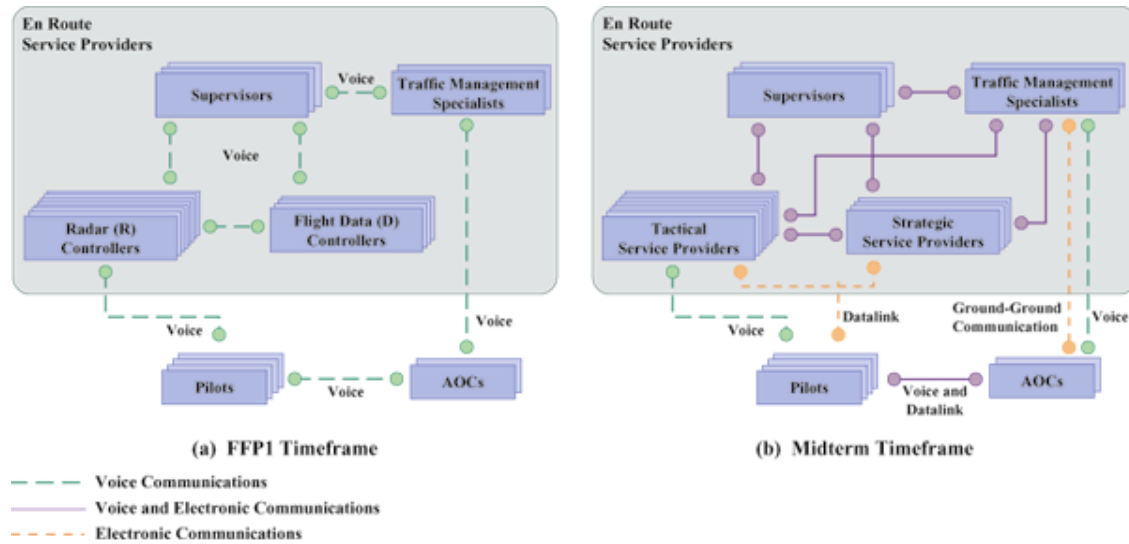 En Route
Service Providers
Supervisors
Voice
Traffic Management
Specialists
Voice
Radar (R)
Controllers
Flight Data (D)
Controllers
Voice
Voice
Pilots
Voice
AOCs
(a) FFP1 Timeframe
En Route
Service Providers
Supervisors
Traffic Management
Specialists
Tactical
Service Providers
Strategic
Service Providers
Voice
Datalink
Ground-Ground
Communication
Voice
Pilots
Voice and
Datalink
AOCs
(b) Midterm Timeframe
Voice Communications
Voice and Electronic Communications
Electronic Communications